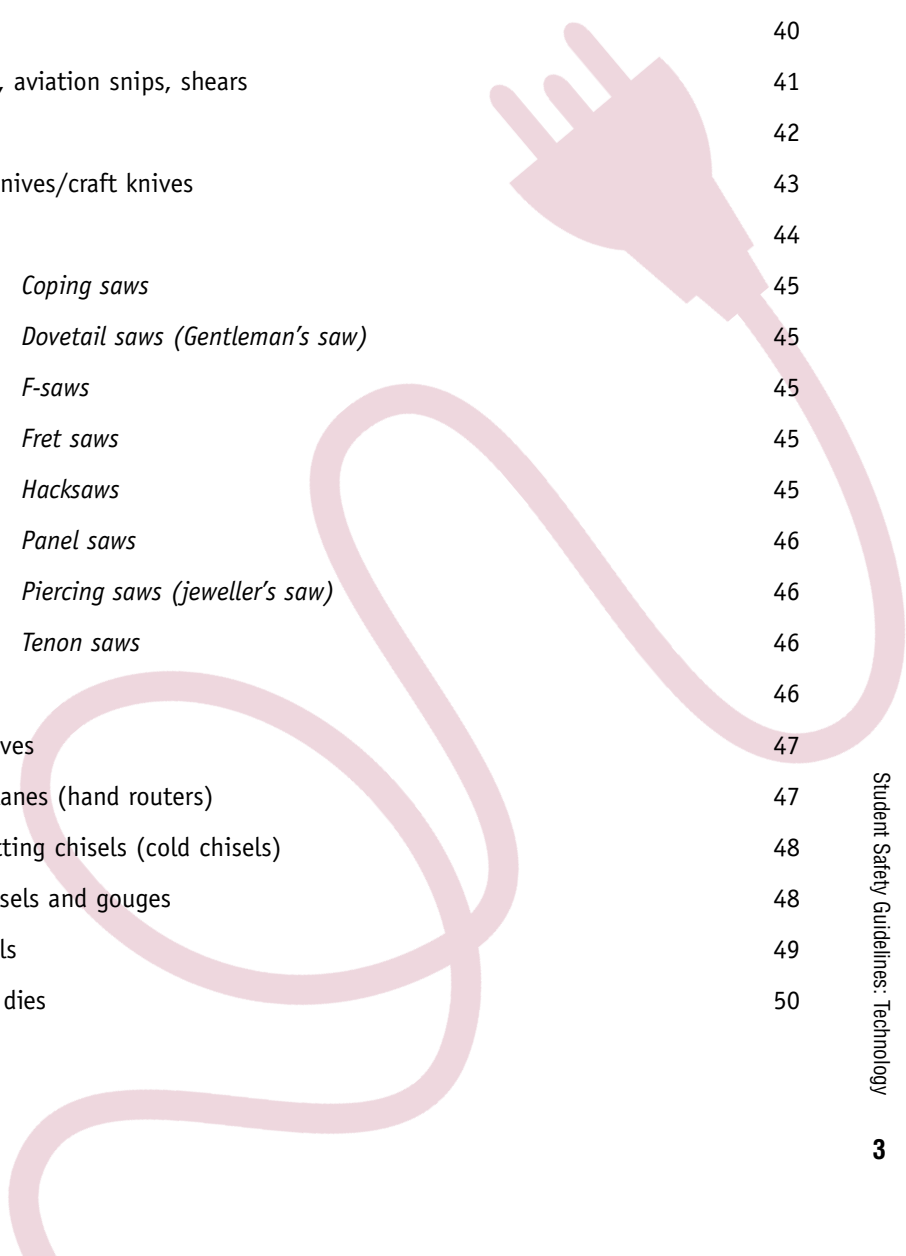 40
, aviation snips, shears 41
42
nives/craft knives 43
44
Coping saws 45
Dovetail saws (Gentleman’s saw) 45
F-saws 45
Fret saws 45
Hacksaws 45
Panel saws 46
Piercing saws (jeweller’s saw) 46
Tenon saws 46
46
ves 47
anes (hand routers) 47
tting chisels (cold chisels) 48
sels and gouges 48
ls 49
dies 50
Student Safety Guidelines: Technology
3